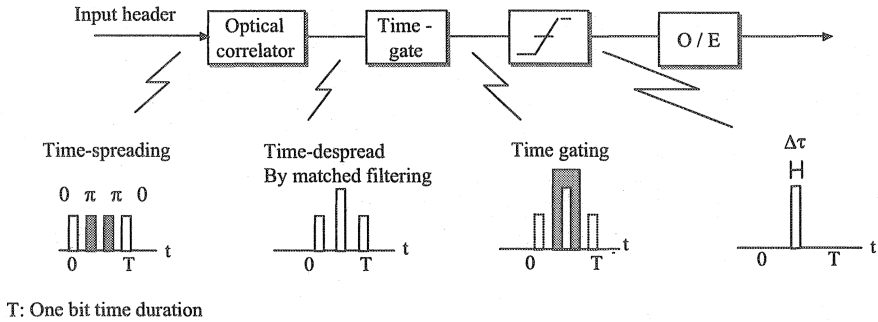 Input header
Optical
correlator
Time -
gate
O / E
Time-spreading
Time-despread
By matched filtering
Time gating
Δτ
0 π π 0
t
0 T
t
0 T
t
0 T
t
0 T
T: One bit time duration